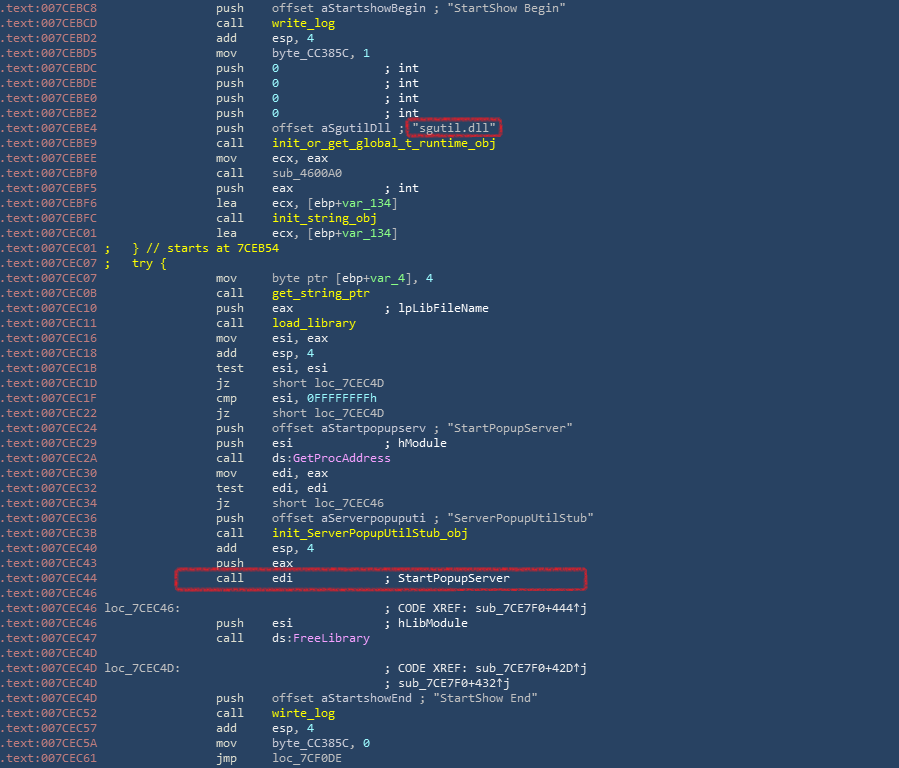 .text:007CEBC8 push offset aStartshowBegin ; "StartShow Begin"
.text:007CEBCD call write_log
.text:007CEBD2 add esp, 4
.text:007CEBD5 mov byte_CC385C, 1
.text:007CEBDC push 0 ; int
.text:007CEBDE push 0 ; int
.text:007CEBE0 push 0 ; int
.text:007CEBE2 push 0 ; int
.text:007CEBE4 push offset aSgutilDll ; "sgutil.dll"
.text:007CEBE9 call init_or_get_global_t_runtime_obj
.text:007CEBEE mov ecx, eax
.text:007CEBF0 call sub_4600A0
.text:007CEBF5 push eax ; int
.text:007CEBF6 lea ecx, [ebp+var_134]
.text:007CEBFC call init_string_obj
.text:007CEC01 lea ecx, [ebp+var_134]
.text:007CEC01 ; } // starts at 7CEB54
.text:007CEC07 ; try {
.text:007CEC07 mov byte ptr [ebp+var_4], 4
.text:007CEC0B call get_string_ptr
.text:007CEC10 push eax ; lpLibFileName
.text:007CEC11 call load_library
.text:007CEC16 mov esi, eax
.text:007CEC18 add esp, 4
.text:007CEC1B test esi, esi
.text:007CEC1D jz short loc_7CEC4D
.text:007CEC1F cmp esi, 0FFFFFFFFh
.text:007CEC22 jz short loc_7CEC4D
.text:007CEC24 push offset aStartpopupserv ; "StartPopupServer"
.text:007CEC29 push esi ; hModule
.text:007CEC2A call ds:GetProcAddress
.text:007CEC30 mov edi, eax
.text:007CEC32 test edi, edi
.text:007CEC34 jz short loc_7CEC46
.text:007CEC36 push offset aServerpopuputi ; "ServerPopupUtilStub"
.text:007CEC3B call init_ServerPopupUtilStub_obj
.text:007CEC40 add esp, 4
.text:007CEC43 push eax
.text:007CEC44 call edi ; StartPopupServer
.text:007CEC46
.text:007CEC46 loc_7CEC46: ; CODE XREF: sub_7CE7F0+444↑j
.text:007CEC46 push esi ; hLibModule
.text:007CEC47 call ds:FreeLibrary
.text:007CEC4D
.text:007CEC4D loc_7CEC4D: ; CODE XREF: sub_7CE7F0+42D↑j
.text:007CEC4D ; sub_7CE7F0+432↑j
.text:007CEC4D push offset aStartshowEnd ; "StartShow End"
.text:007CEC52 call wirte_log
.text:007CEC57 add esp, 4
.text:007CEC5A mov byte_CC385C, 0
.text:007CEC61 jmp loc_7CF0DE